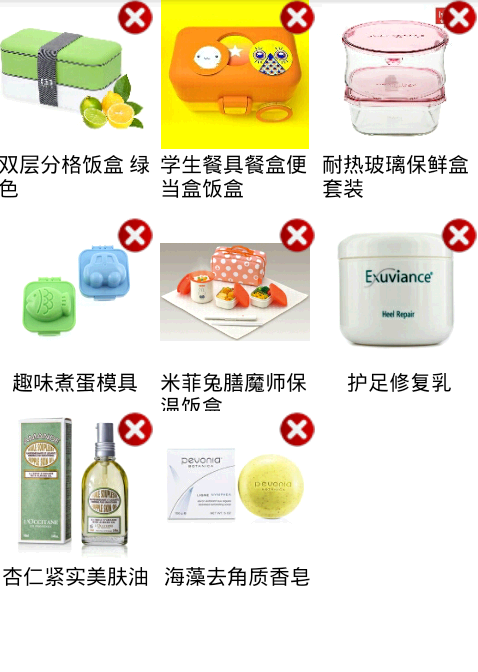 双层分格饭盒 绿
色
学生餐具餐盒便
当盒饭盒
耐热玻璃保鲜盒
套装
趣味煮蛋模具
米菲兔膳魔师保
温饭盒
Exuviance
Heel Repair
护足修复乳
L'OCCITANE
杏仁紧实美肤油
pevonia
BOTANICA
pevonia
海藻去角质香皂